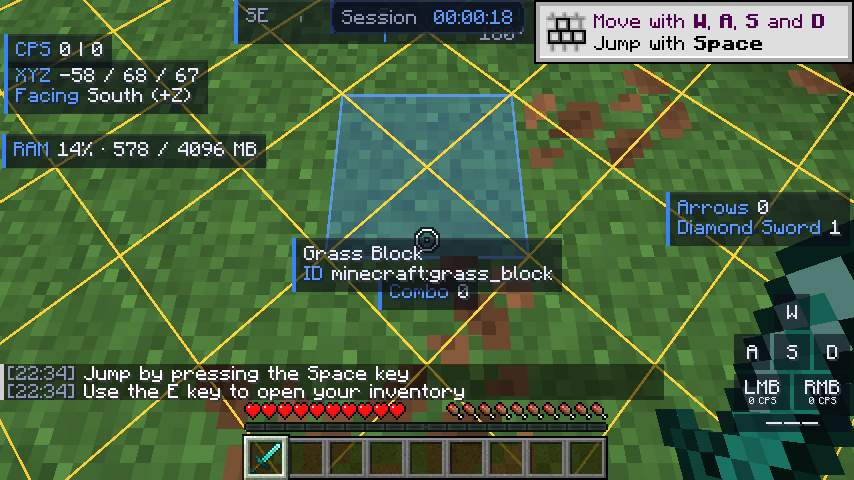 SE
Session 00:00:18
Move with W, A, S and D
Jump with Space
CPS 0 | 0
XYZ -58 / 68 / 67
Facing South (+Z)
RAM 14% · 578 / 4096 MB
Arrows 0
Diamond Sword 1
Grass Block
ID minecraft:grass_block
Combo 0
W
A S D
LMB RMB
0 CPS 0 CPS
[22:34] Jump by pressing the Space key
[22:34] Use the E key to open your inventory